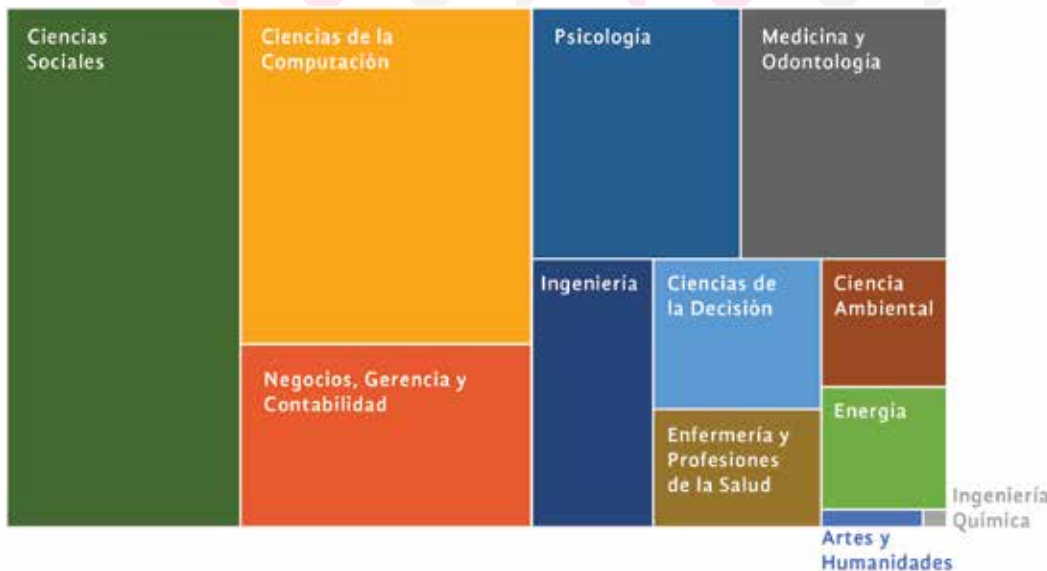 Ciencias
Sociales
Ciencias de la
Computación
Psicología
Medicina y
Odontología
Ingeniería
Ciencias de
la Decisión
Ciencia
Ambiental
Negocios, Gerencia y
Contabilidad
Energía
Enfermería y
Profesiones
de la Salud
Ingeniería
Química
Artes y
Humanidades